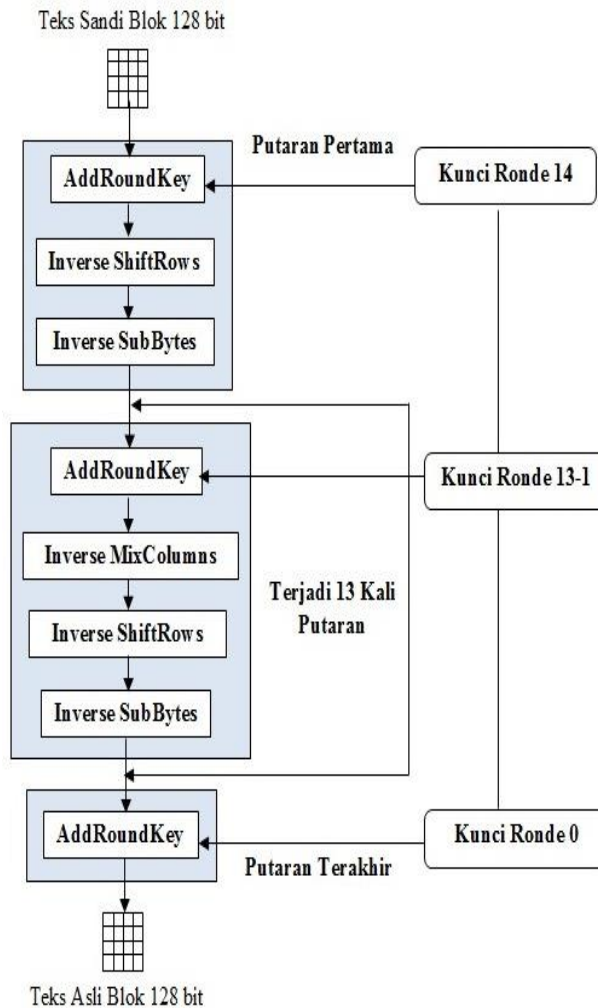 Teks Sandi Blok 128 bit
Putaran Pertama
Kunci Ronde 14
AddRoundKey
Inverse ShiftRows
Inverse SubBytes
AddRoundKey
Kunci Ronde 13-1
Inverse MixColumns
Terjadi 13 Kali
Putaran
Inverse ShiftRows
Inverse SubBytes
AddRoundKey
Kunci Ronde 0
Putaran Terakhir
Teks Asli Blok 128 bit